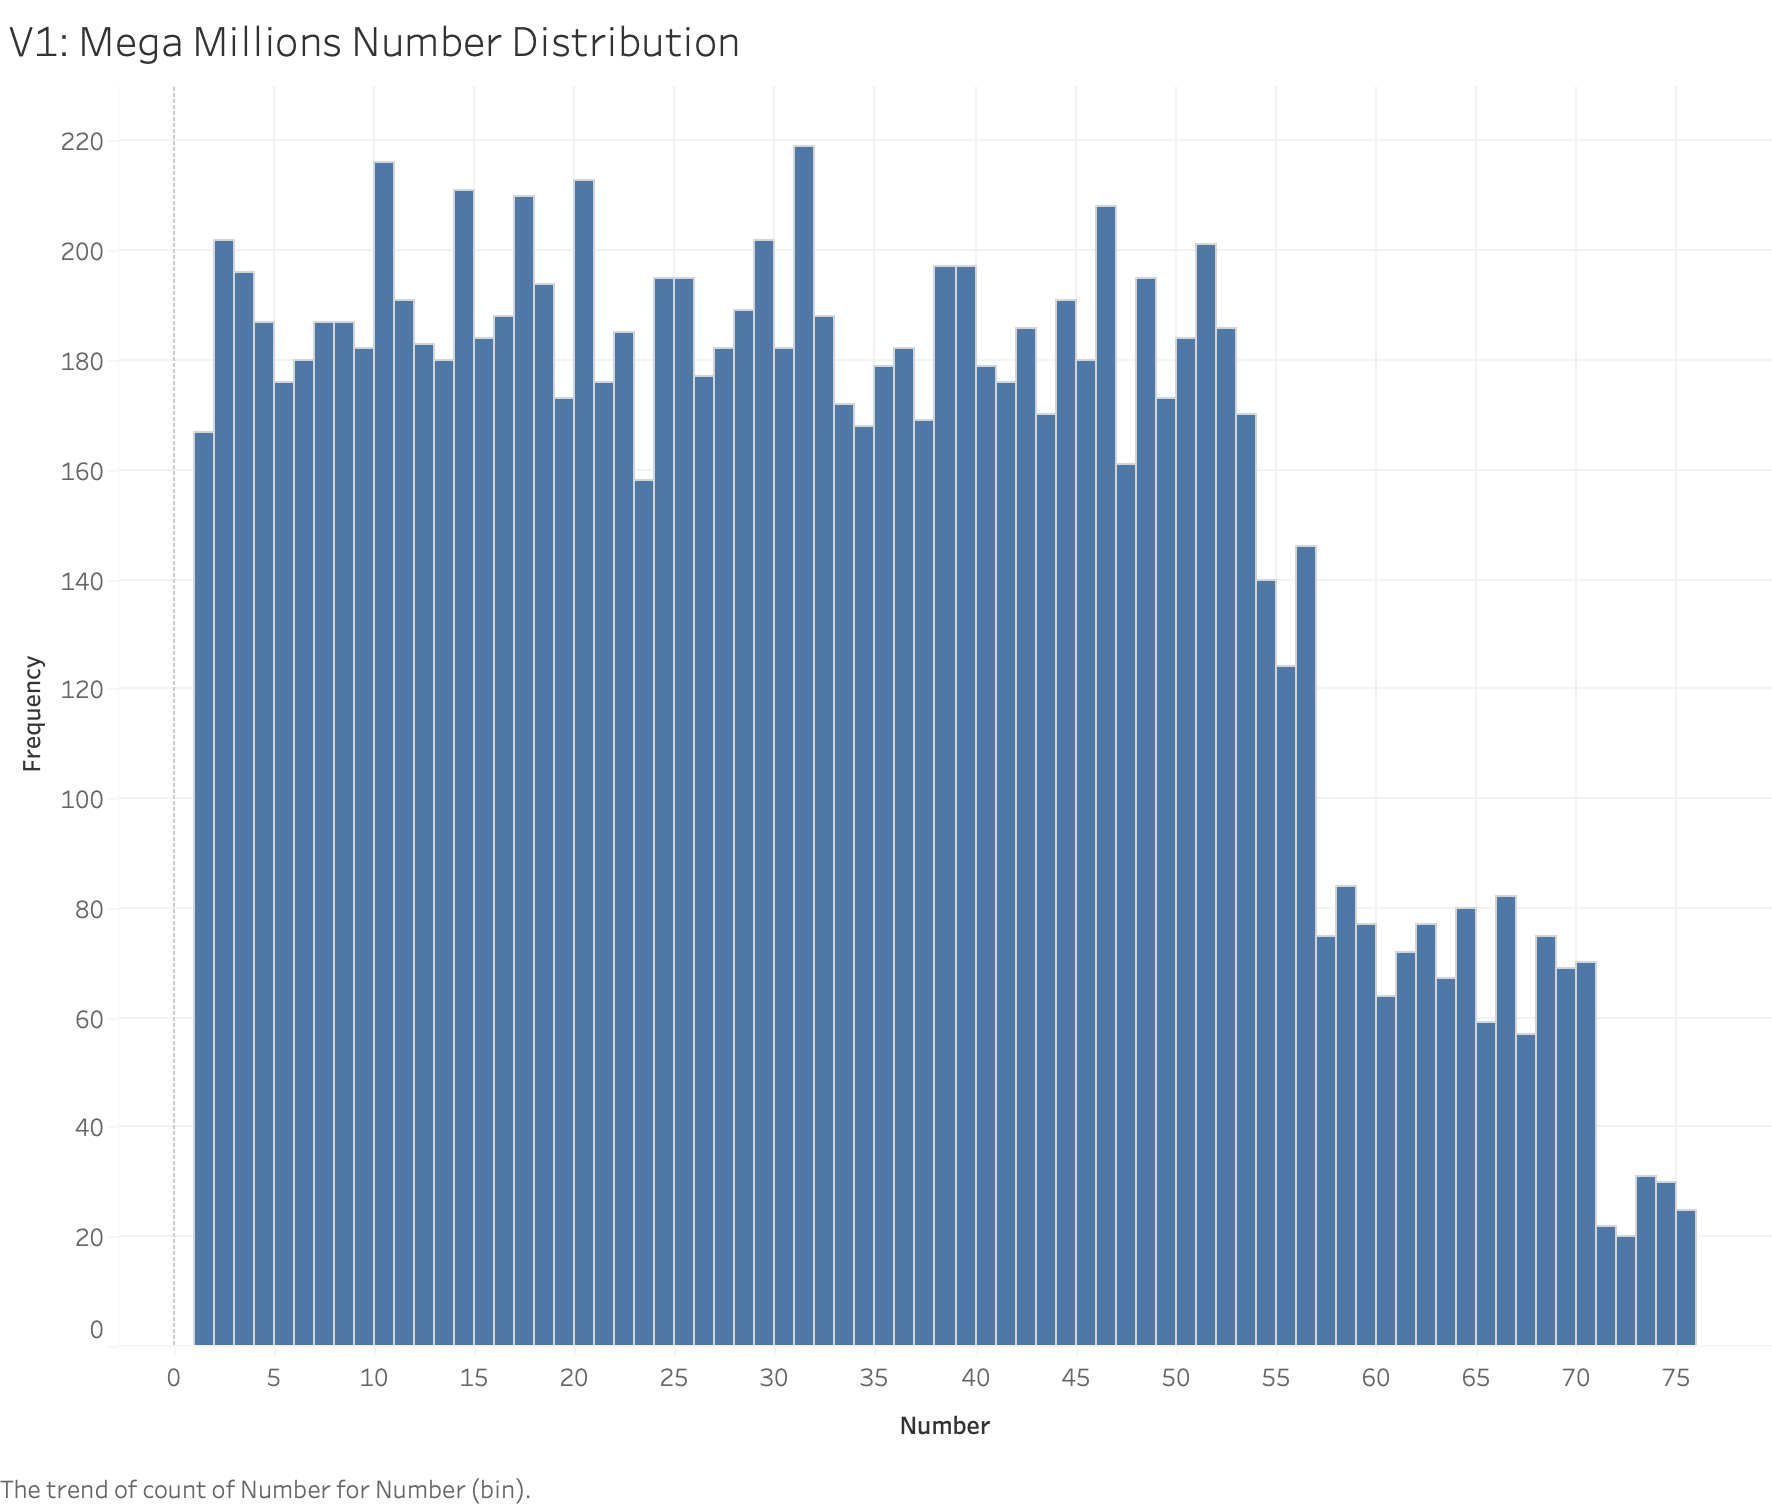 V1: Mega Millions Number Distribution
220
200
180
160
140
120
100
80
60
40
20
0
Frequency
0 5 10 15 20 25 30 35 40 45 50 55 60 65 70 75
Number
The trend of count of Number for Number (bin).